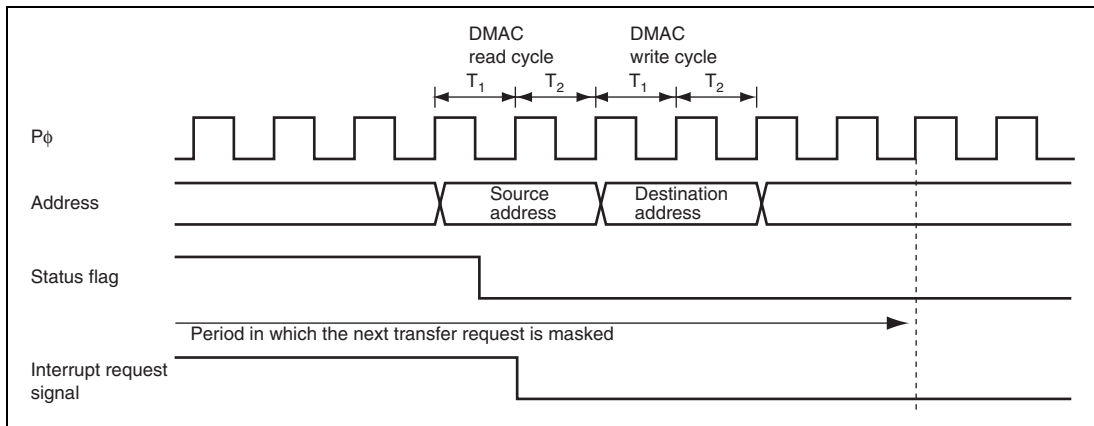 DMAC read cycle
DMAC write cycle
T1 T2 T1 T2
Pϕ
Address
Source address
Destination address
Status flag
Period in which the next transfer request is masked
Interrupt request signal